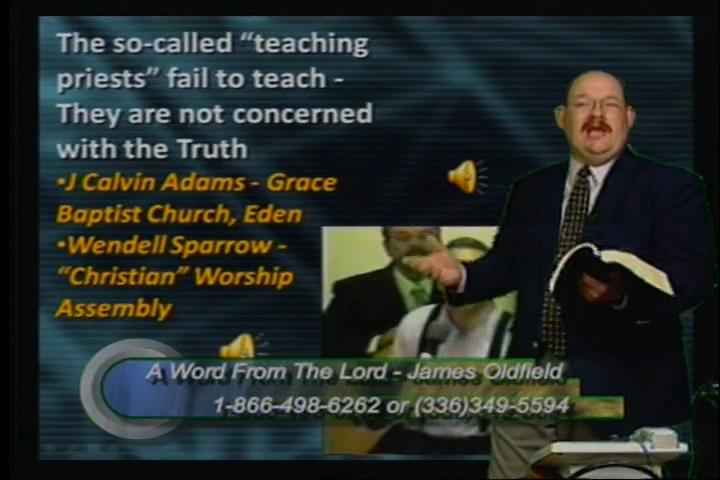 The so-called “teaching
priests” fail to teach -
They are not concerned
with the Truth
•J Calvin Adams - Grace
Baptist Church, Eden
•Wendell Sparrow -
“Christian” Worship
Assembly
A Word From The Lord - James Oldfield
1-866-498-6262 or (336)349-5594